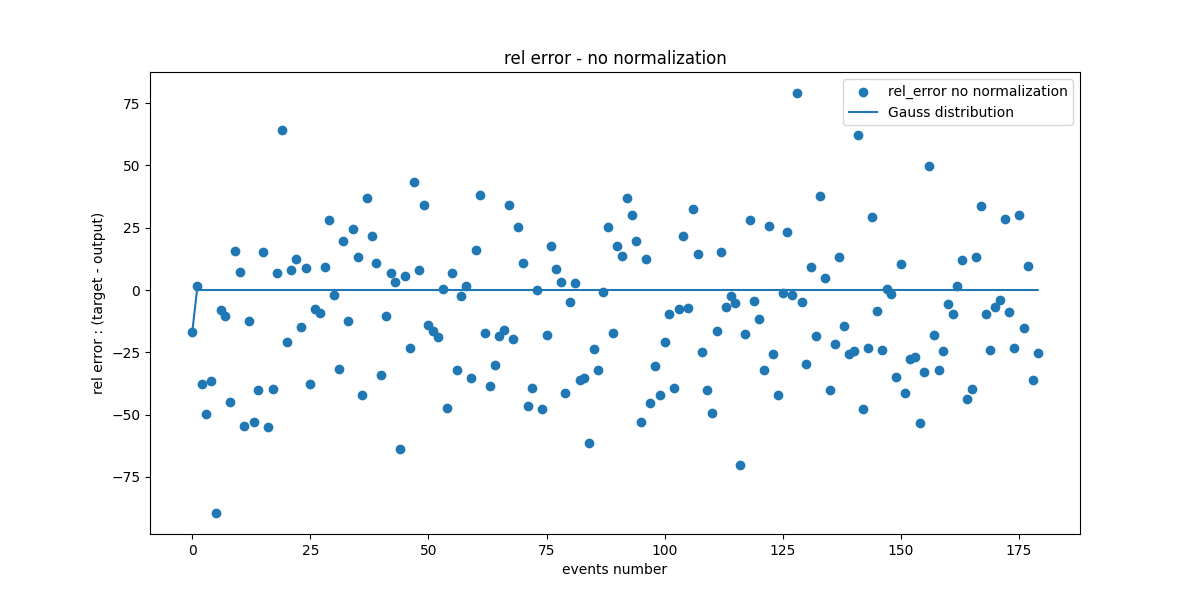 rel error - no normalization
rel_error no normalization
Gauss distribution
75
50
25
0
−25
−50
−75
rel error : (target - output)
0 25 50 75 100 125 150 175
events number